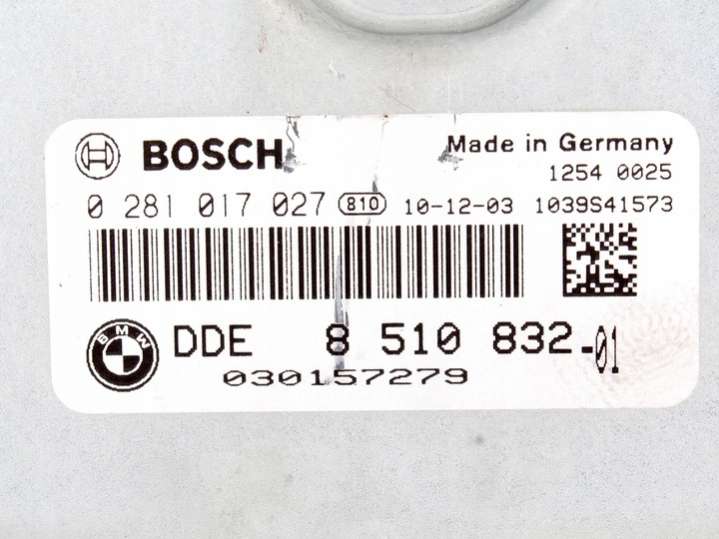 BOSCH Made in Germany
1254 0025
0 281 017 027 810 10-12-03 1039S41573
BMW DDE 8 510 832-01
030157279